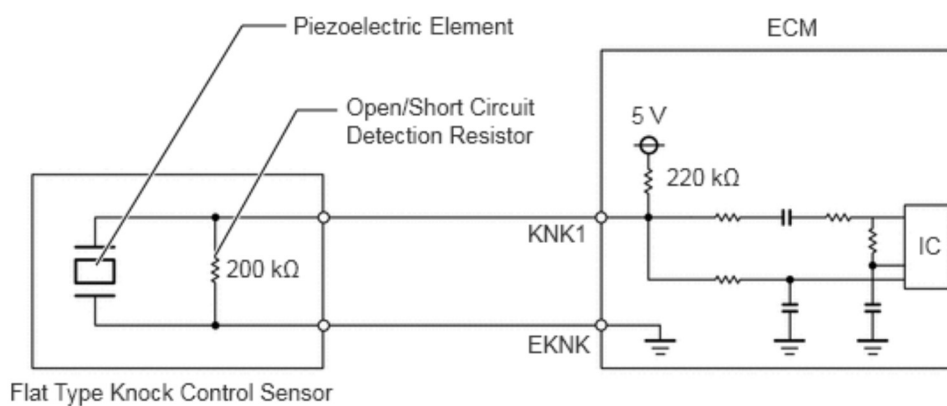 Piezoelectric Element
ECM
Open/Short Circuit
Detection Resistor
5 V
220 kΩ
KNK1
IC
200 kΩ
EKNK
Flat Type Knock Control Sensor